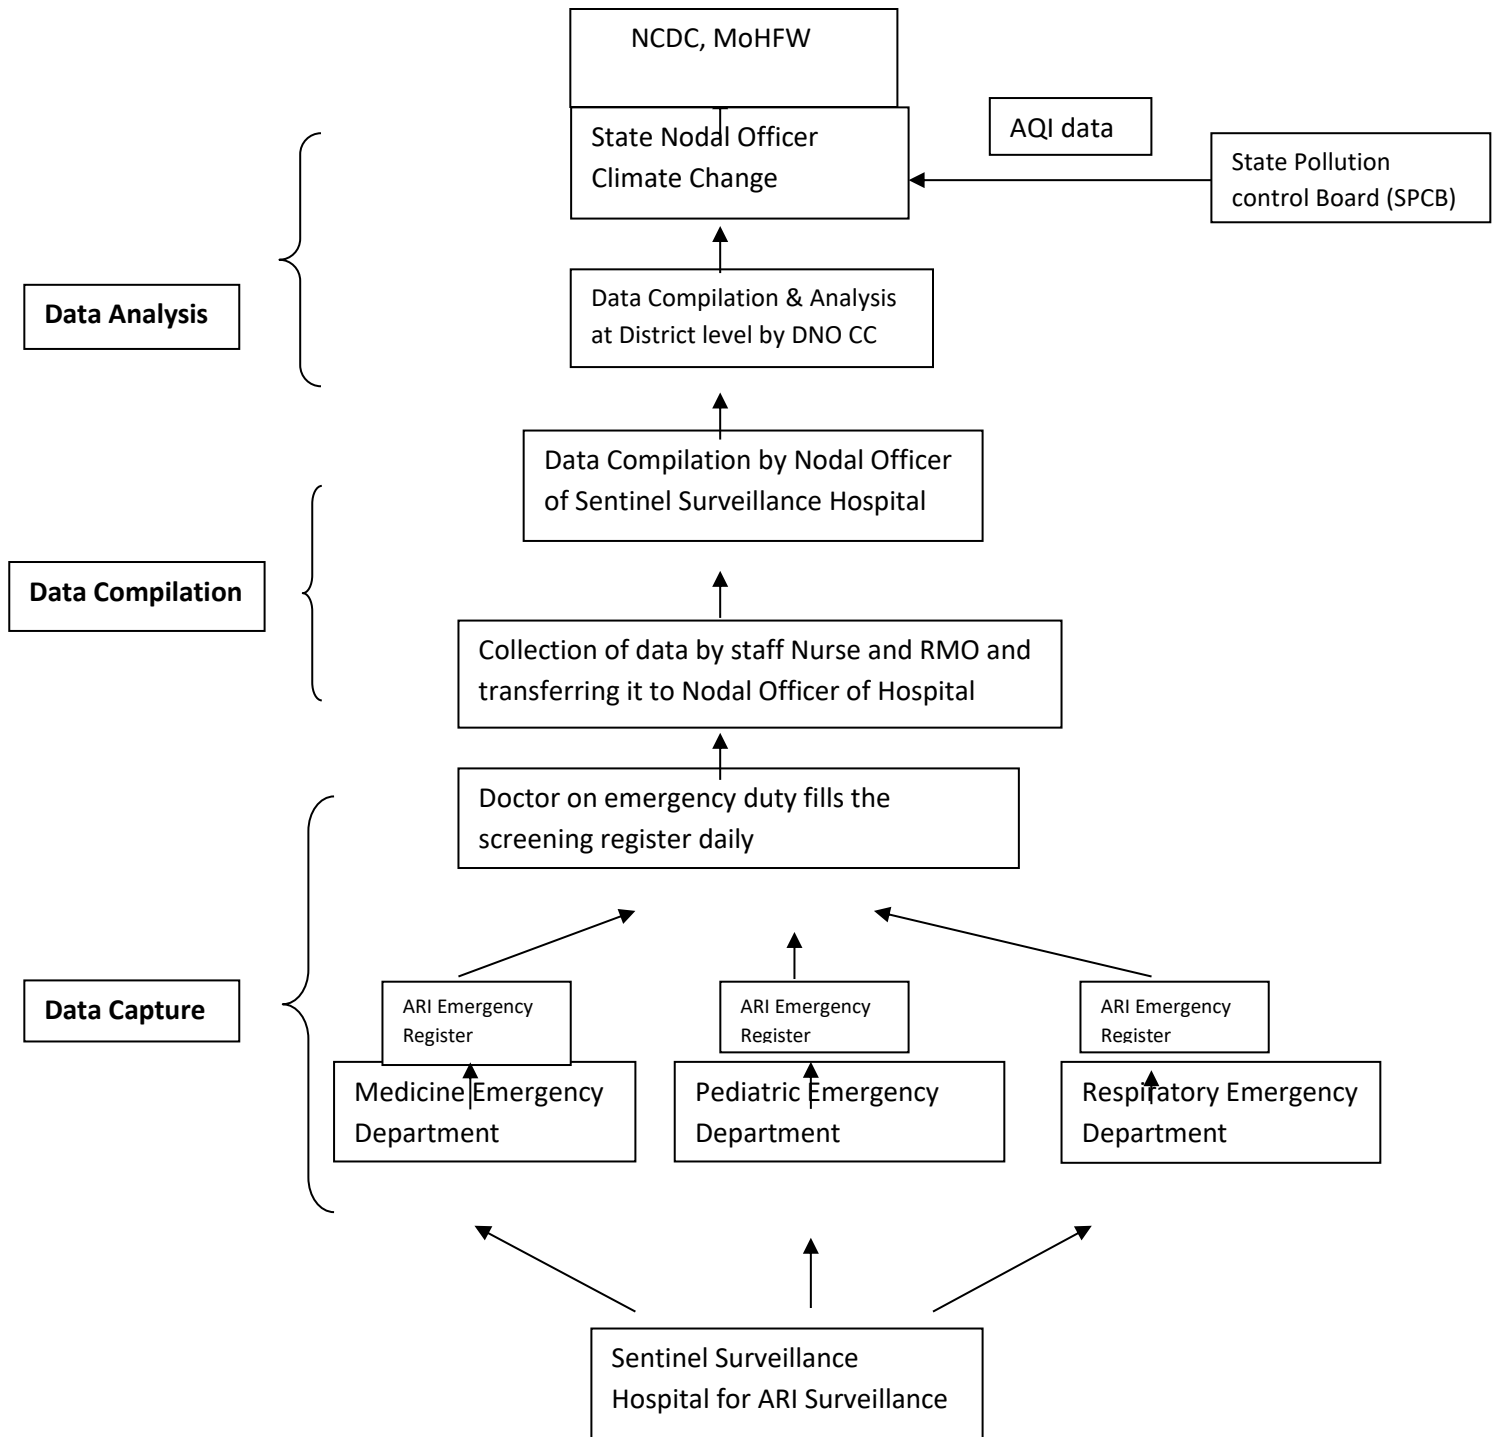 NCDC, MoHFW
State Nodal Officer
Climate Change
AQI data
State Pollution
control Board (SPCB)
Data Analysis
Data Compilation & Analysis
at District level by DNO CC
Data Compilation by Nodal Officer
of Sentinel Surveillance Hospital
Data Compilation
Collection of data by staff Nurse and RMO and
transferring it to Nodal Officer of Hospital
Doctor on emergency duty fills the
screening register daily
Data Capture
ARI Emergency
Register
ARI Emergency
Register
ARI Emergency
Register
Medicine Emergency
Department
Pediatric Emergency
Department
Respiratory Emergency
Department
Sentinel Surveillance
Hospital for ARI Surveillance